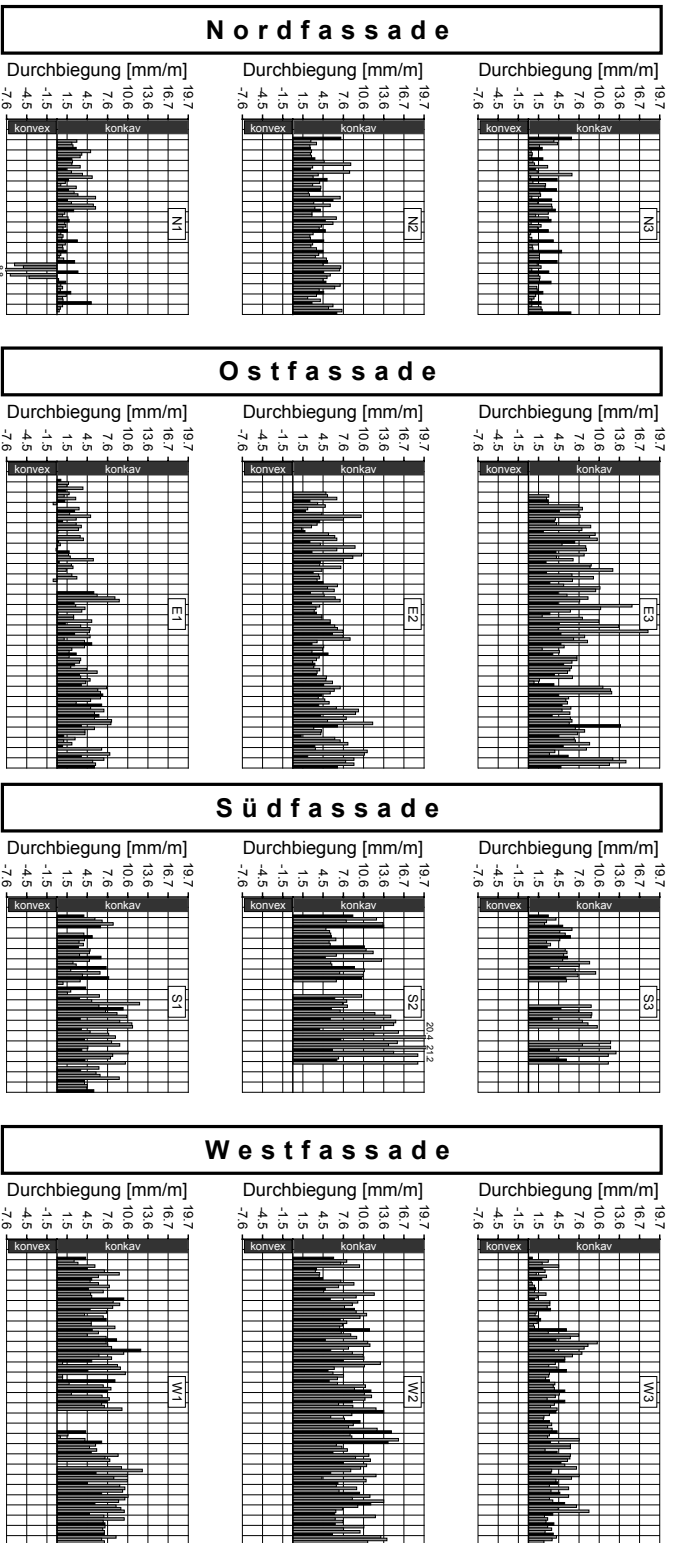 Nordfassade
Durchbiegung [mm/m] Durchbiegung [mm/m] Durchbiegung [mm/m]
-7.6 -4.5 -1.5 1.5 4.5 7.6 10.6 13.6 16.7 19.7 -7.6 -4.5 -1.5 1.5 4.5 7.6 10.6 13.6 16.7 19.7 -7.6 -4.5 -1.5 1.5 4.5 7.6 10.6 13.6 16.7 19.7
konvex konkav konvex konkav konvex konkav
N1 N2 N3
Ostfassade
Durchbiegung [mm/m] Durchbiegung [mm/m] Durchbiegung [mm/m]
-7.6 -4.5 -1.5 1.5 4.5 7.6 10.6 13.6 16.7 19.7 -7.6 -4.5 -1.5 1.5 4.5 7.6 10.6 13.6 16.7 19.7 -7.6 -4.5 -1.5 1.5 4.5 7.6 10.6 13.6 16.7 19.7
konvex konkav konvex konkav konvex konkav
E1 E2 E3
Südfassade
Durchbiegung [mm/m] Durchbiegung [mm/m] Durchbiegung [mm/m]
-7.6 -4.5 -1.5 1.5 4.5 7.6 10.6 13.6 16.7 19.7 -7.6 -4.5 -1.5 1.5 4.5 7.6 10.6 13.6 16.7 19.7 -7.6 -4.5 -1.5 1.5 4.5 7.6 10.6 13.6 16.7 19.7
konvex konkav konvex konkav konvex konkav
S1 S2 S3
20.4 21.2
Westfassade
Durchbiegung [mm/m] Durchbiegung [mm/m] Durchbiegung [mm/m]
-7.6 -4.5 -1.5 1.5 4.5 7.6 10.6 13.6 16.7 19.7 -7.6 -4.5 -1.5 1.5 4.5 7.6 10.6 13.6 16.7 19.7 -7.6 -4.5 -1.5 1.5 4.5 7.6 10.6 13.6 16.7 19.7
konvex konkav konvex konkav konvex konkav
W1 W2 W3